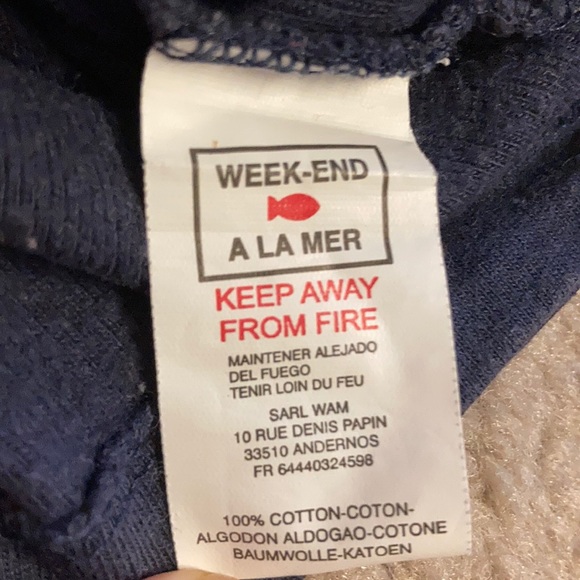 WEEK-END
A LA MER
KEEP AWAY
FROM FIRE
MAINTENER ALEJADO
DEL FUEGO
TENIR LOIN DU FEU
SARL WAM
10 RUE DENIS PAPIN
33510 ANDERNOS
FR 64440324598
100% COTTON-COTON-
ALGODON ALDOGAO-COTONE
BAUMWOLLE-KATOEN